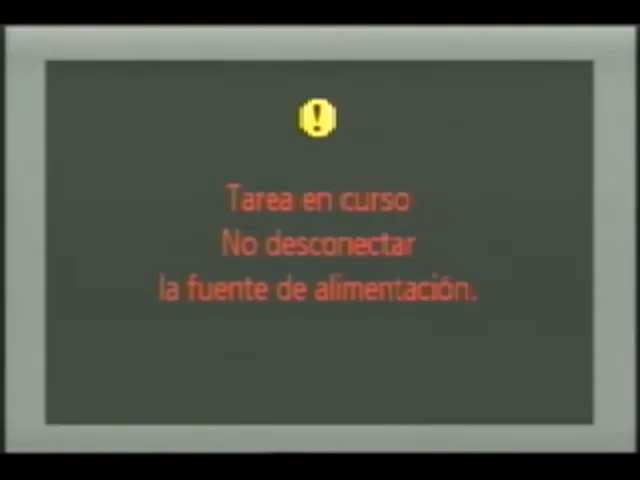 Tarea en curso
No desconectar
la fuente de alimentación.